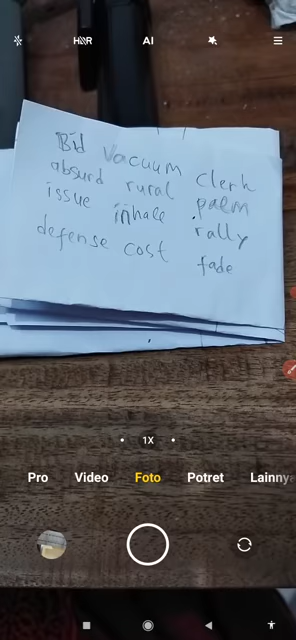 HDR AI
Bid vacuum clerk
absurd rural palm
issue inhale rally
defense cost fade
1X
Pro Video Foto Potret Lainny